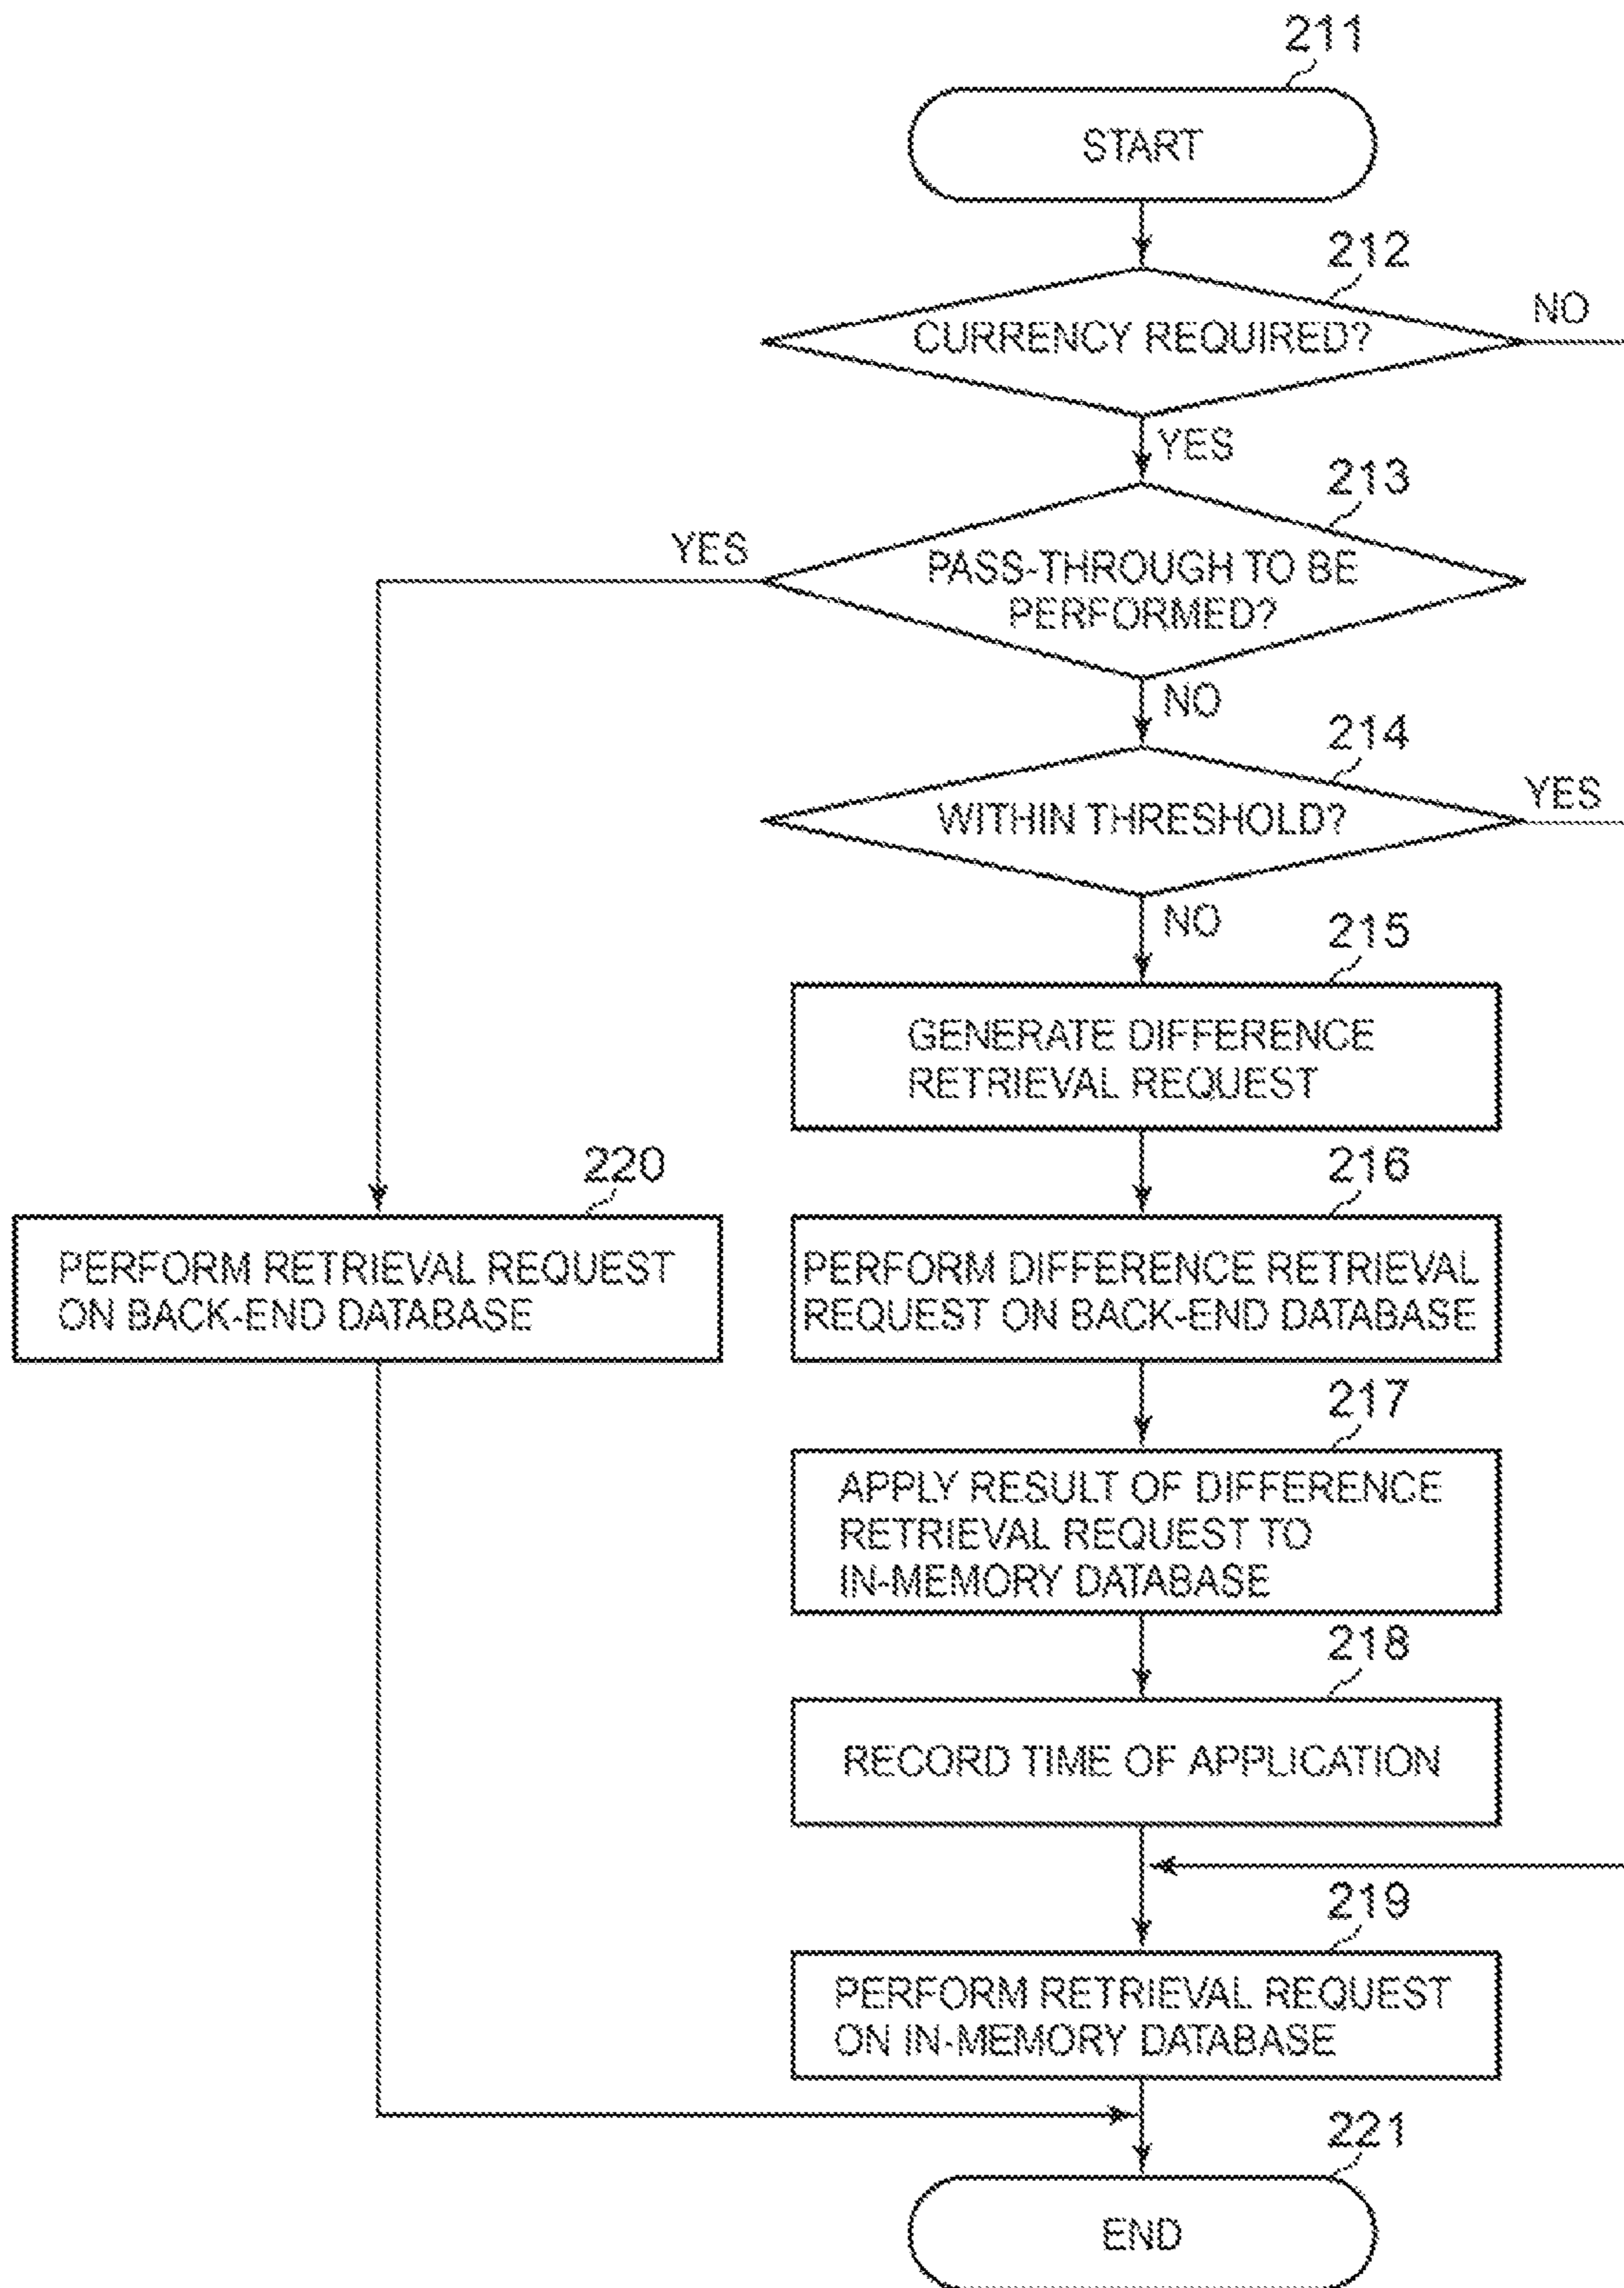 211
START
212
CURRENCY REQUIRED?
NO
YES
213
PASS-THROUGH TO BE
PERFORMED?
YES
NO
214
WITHIN THRESHOLD?
YES
NO
215
GENERATE DIFFERENCE
RETRIEVAL REQUEST
220
PERFORM RETRIEVAL REQUEST
ON BACK-END DATABASE
216
PERFORM DIFFERENCE RETRIEVAL
REQUEST ON BACK-END DATABASE
217
APPLY RESULT OF DIFFERENCE
RETRIEVAL REQUEST TO
IN-MEMORY DATABASE
218
RECORD TIME OF APPLICATION
219
PERFORM RETRIEVAL REQUEST
ON IN-MEMORY DATABASE
221
END